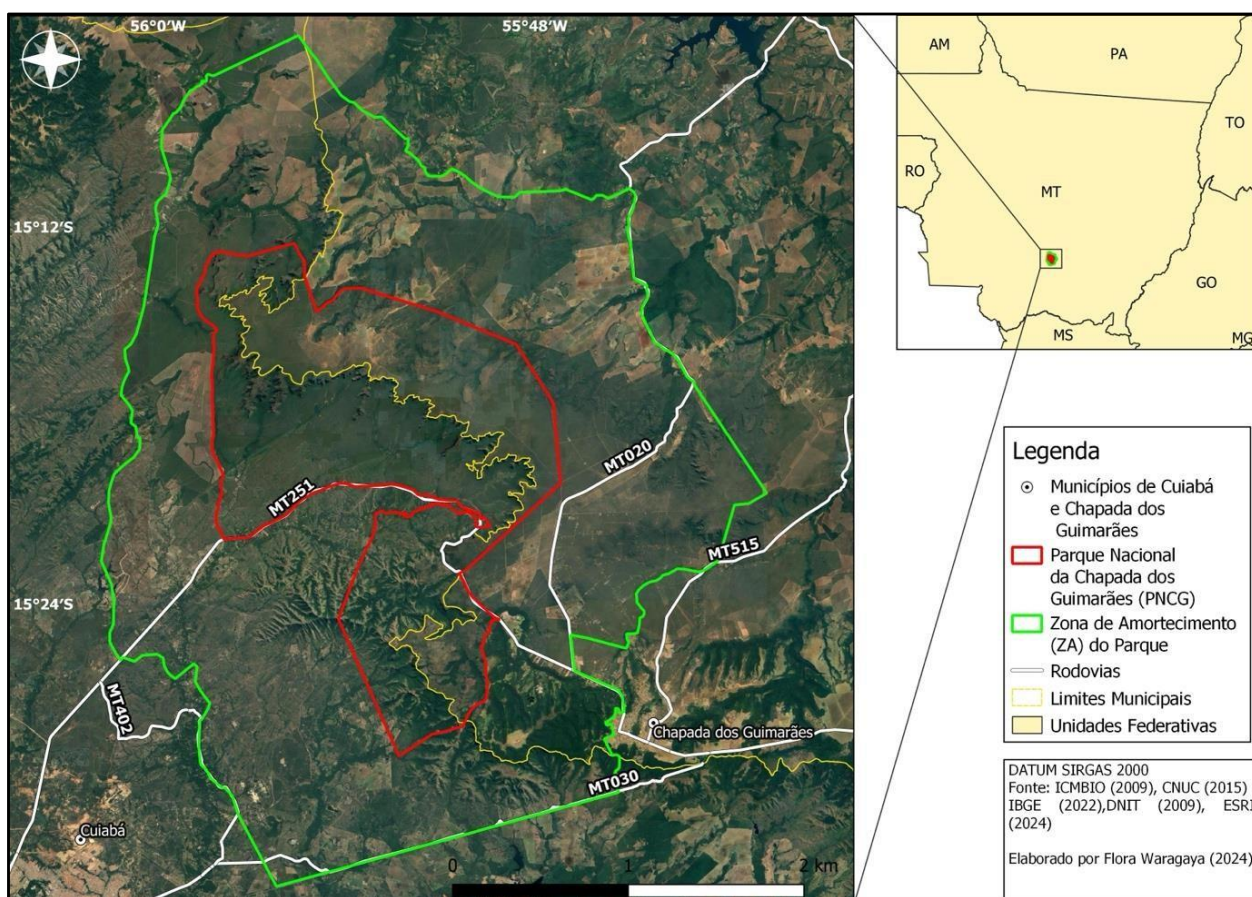 56°0'W
55°48'W
15°12'S
15°24'S
MT251
MT020
MT515
MT402
MT030
Chapada dos Guimarães
Cuiabá
0 1 2 km
AM
PA
TO
RO
MT
GO
MS
MG
Legenda
Municípios de Cuiabá
e Chapada dos
Guimarães
Parque Nacional
da Chapada dos
Guimarães (PNCG)
Zona de Amortecimento
(ZA) do Parque
Rodovias
Limites Municipais
Unidades Federativas
DATUM SIRGAS 2000
Fonte: ICMBIO (2009), CNUC (2015)
IBGE (2022),DNIT (2009), ESRI
(2024)
Elaborado por Flora Waragaya (2024)